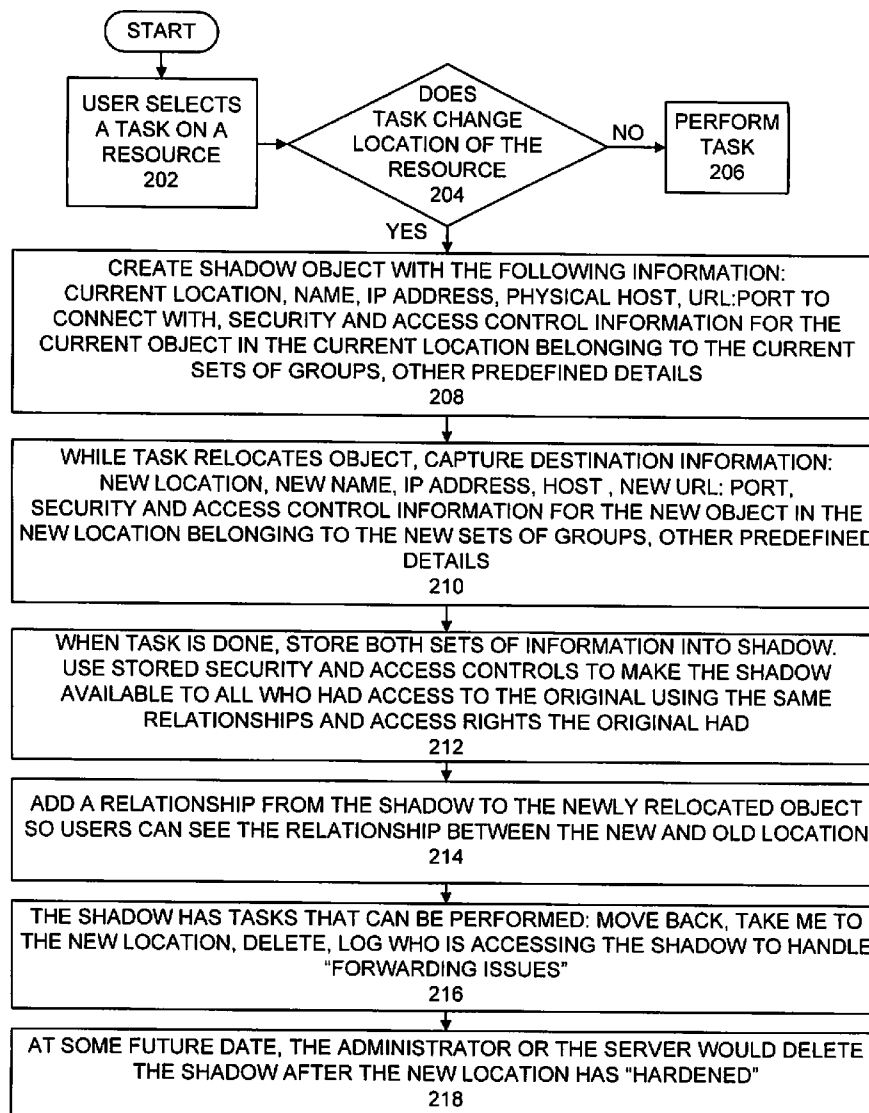 START
USER SELECTS
A TASK ON A
RESOURCE
202
DOES
TASK CHANGE
LOCATION OF THE
RESOURCE
204
NO
PERFORM
TASK
206
YES
CREATE SHADOW OBJECT WITH THE FOLLOWING INFORMATION:
CURRENT LOCATION, NAME, IP ADDRESS, PHYSICAL HOST, URL:PORT TO
CONNECT WITH, SECURITY AND ACCESS CONTROL INFORMATION FOR THE
CURRENT OBJECT IN THE CURRENT LOCATION BELONGING TO THE CURRENT
SETS OF GROUPS, OTHER PREDEFINED DETAILS
208
WHILE TASK RELOCATES OBJECT, CAPTURE DESTINATION INFORMATION:
NEW LOCATION, NEW NAME, IP ADDRESS, HOST , NEW URL: PORT,
SECURITY AND ACCESS CONTROL INFORMATION FOR THE NEW OBJECT IN THE
NEW LOCATION BELONGING TO THE NEW SETS OF GROUPS, OTHER PREDEFINED
DETAILS
210
WHEN TASK IS DONE, STORE BOTH SETS OF INFORMATION INTO SHADOW.
USE STORED SECURITY AND ACCESS CONTROLS TO MAKE THE SHADOW
AVAILABLE TO ALL WHO HAD ACCESS TO THE ORIGINAL USING THE SAME
RELATIONSHIPS AND ACCESS RIGHTS THE ORIGINAL HAD
212
ADD A RELATIONSHIP FROM THE SHADOW TO THE NEWLY RELOCATED OBJECT
SO USERS CAN SEE THE RELATIONSHIP BETWEEN THE NEW AND OLD LOCATION
214
THE SHADOW HAS TASKS THAT CAN BE PERFORMED: MOVE BACK, TAKE ME TO
THE NEW LOCATION, DELETE, LOG WHO IS ACCESSING THE SHADOW TO HANDLE
"FORWARDING ISSUES"
216
AT SOME FUTURE DATE, THE ADMINISTRATOR OR THE SERVER WOULD DELETE
THE SHADOW AFTER THE NEW LOCATION HAS "HARDENED"
218